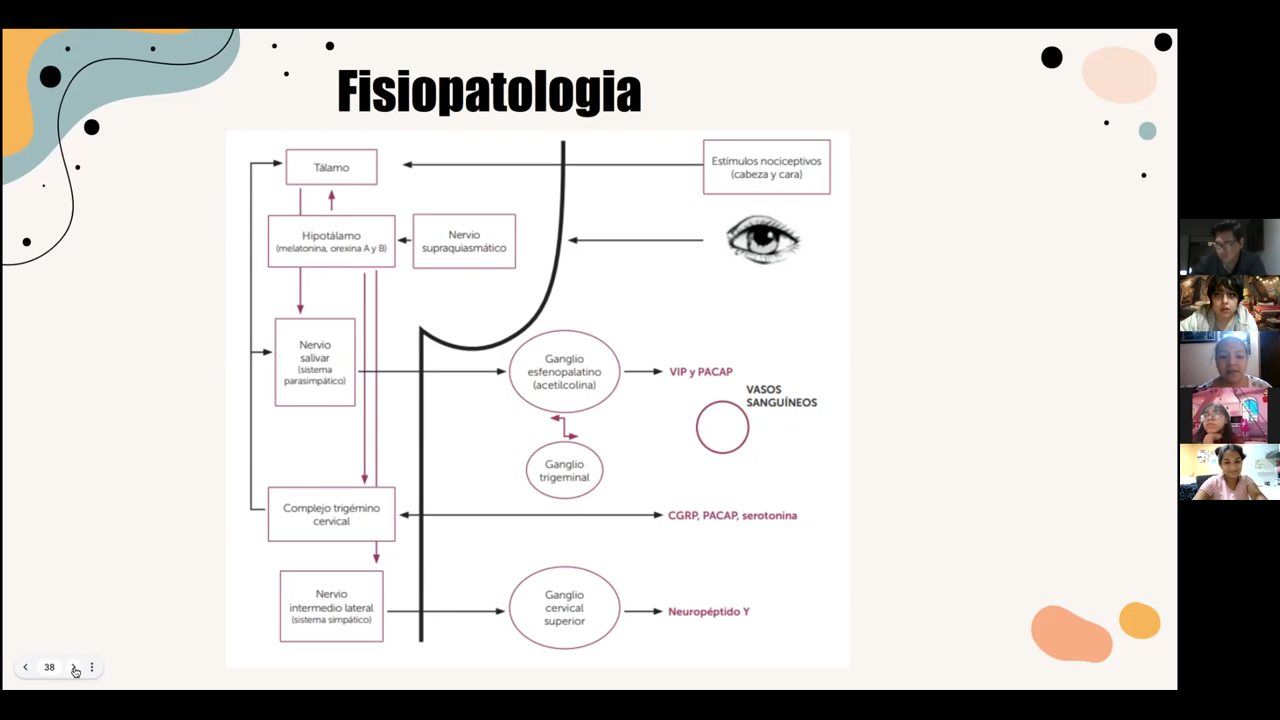 Fisiopatologia
Tálamo
Estímulos nociceptivos
(cabeza y cara)
Hipotálamo
(melatonina, orexina A y B)
Nervio
supraquiasmático
Nervio
salivar
(sistema
parasimpático)
Ganglio
esfenopalatino
(acetilcolina)
VIP y PACAP
VASOS
SANGUÍNEOS
Ganglio
trigeminal
Complejo trigémino
cervical
CGRP, PACAP, serotonina
Nervio
intermedio lateral
(sistema simpático)
Ganglio
cervical
superior
Neuropéptido Y
38